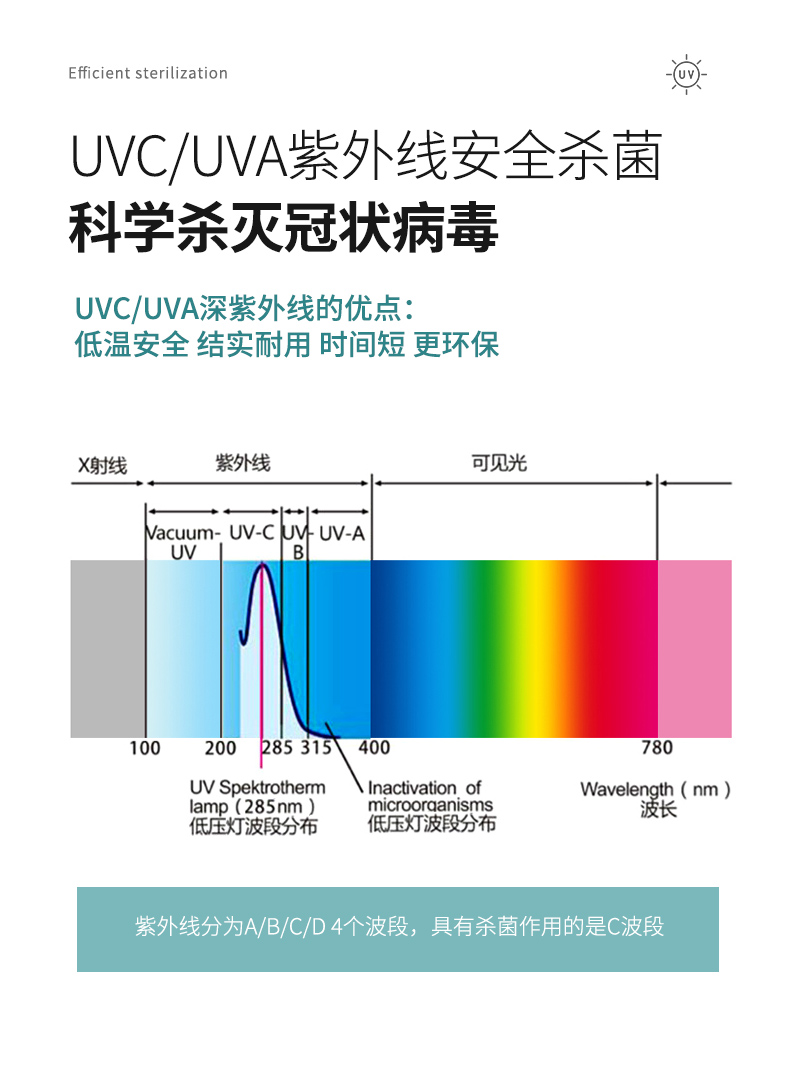 Efficient sterilization
UV
UVC/UVA紫外线安全杀菌
科学杀灭冠状病毒
UVC/UVA深紫外线的优点：
低温安全 结实耐用 时间短 更环保
X射线
紫外线
可见光
Vacuum-
UV
UV-C
UV-
B
UV-A
100
200
285
315
400
780
UV Spektrotherm
lamp（285nm）
低压灯波段分布
Inactivation of
microorganisms
低压灯波段分布
Wavelength（nm）
波长
紫外线分为A/B/C/D 4个波段，具有杀菌作用的是C波段